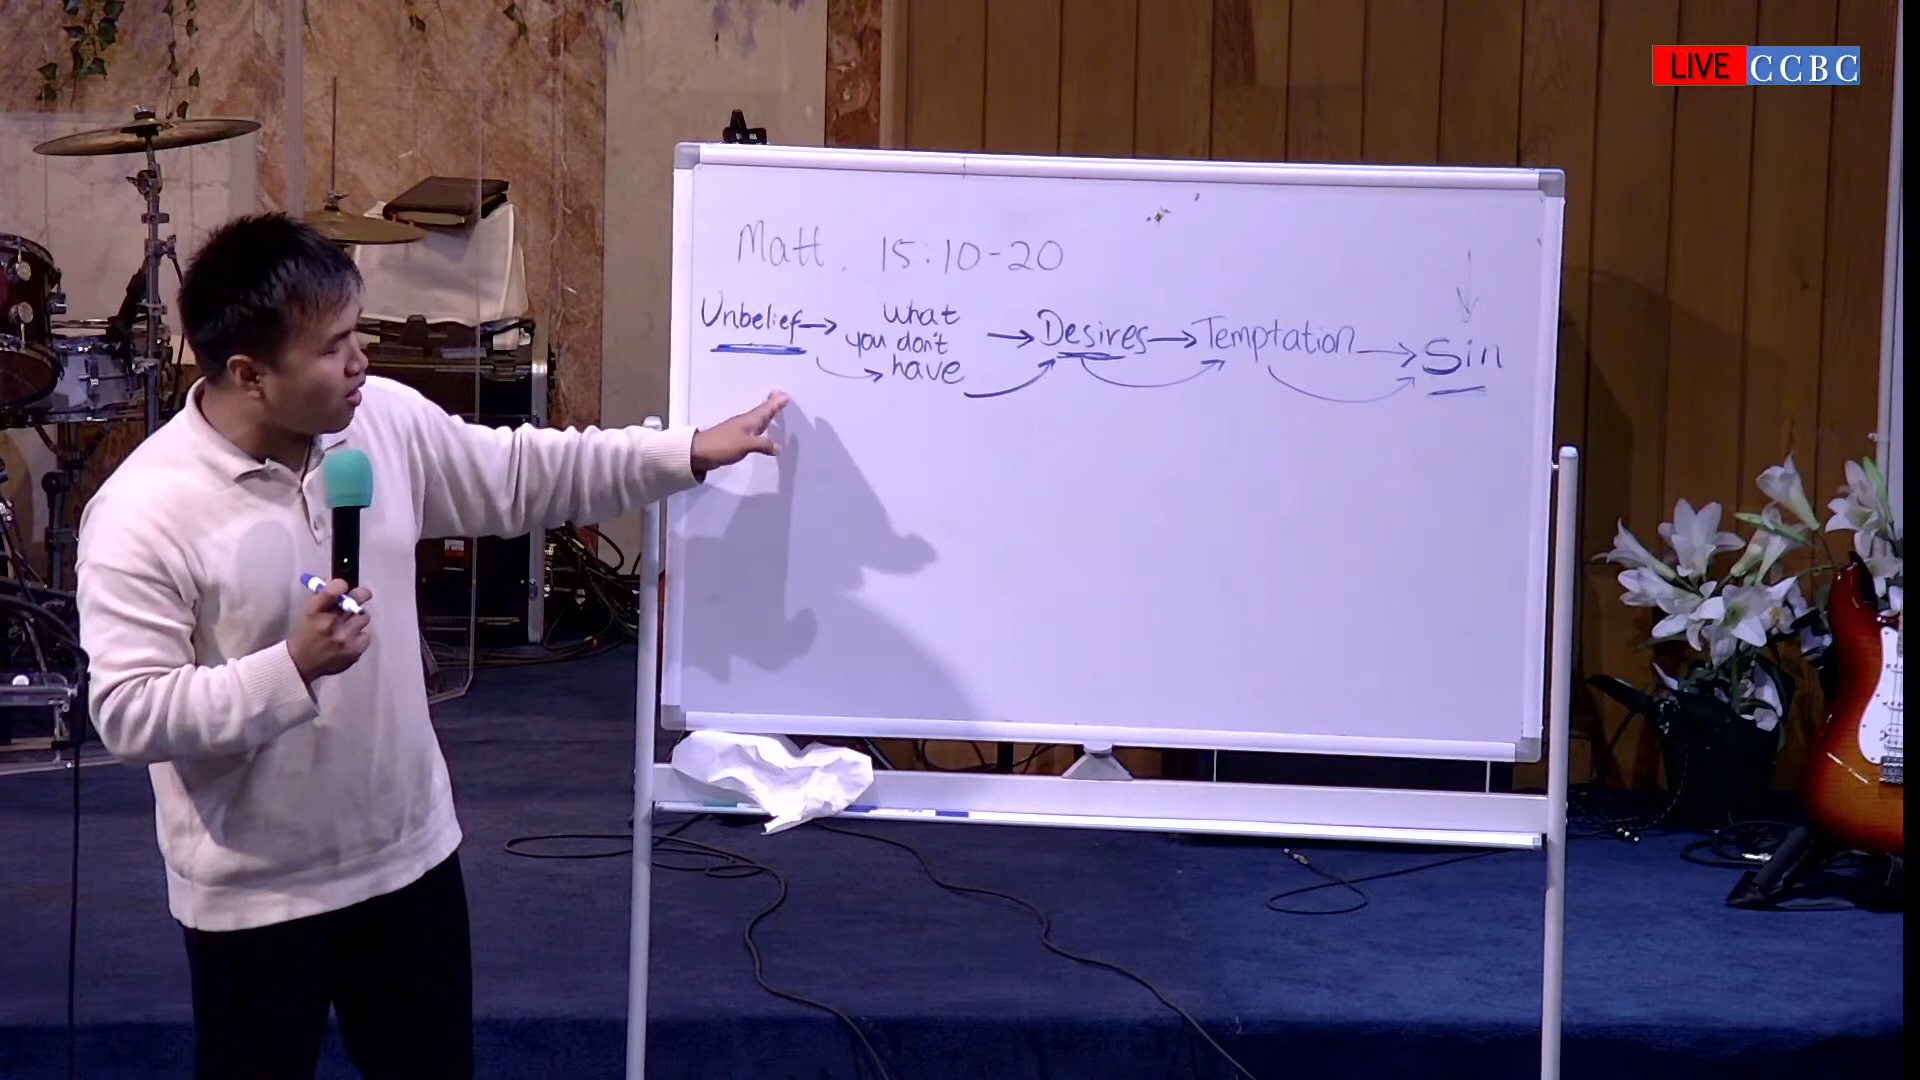 LIVE CCBC
Matt. 15:10-20
Unbelief → what you don't have → Desires → Temptation → Sin